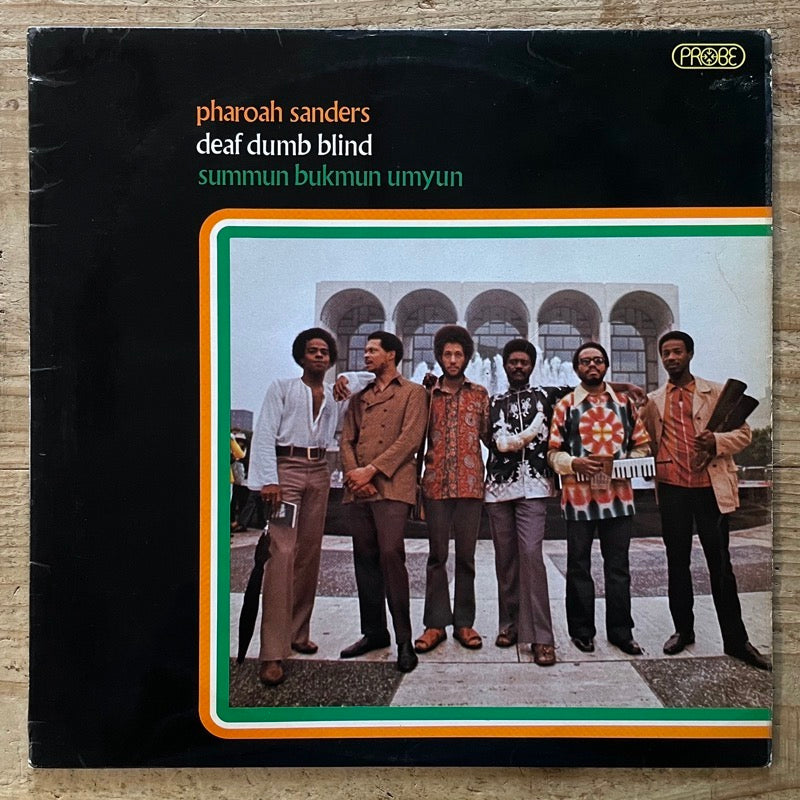 PROBE
pharoah sanders
deaf dumb blind
summun bukmun umyun